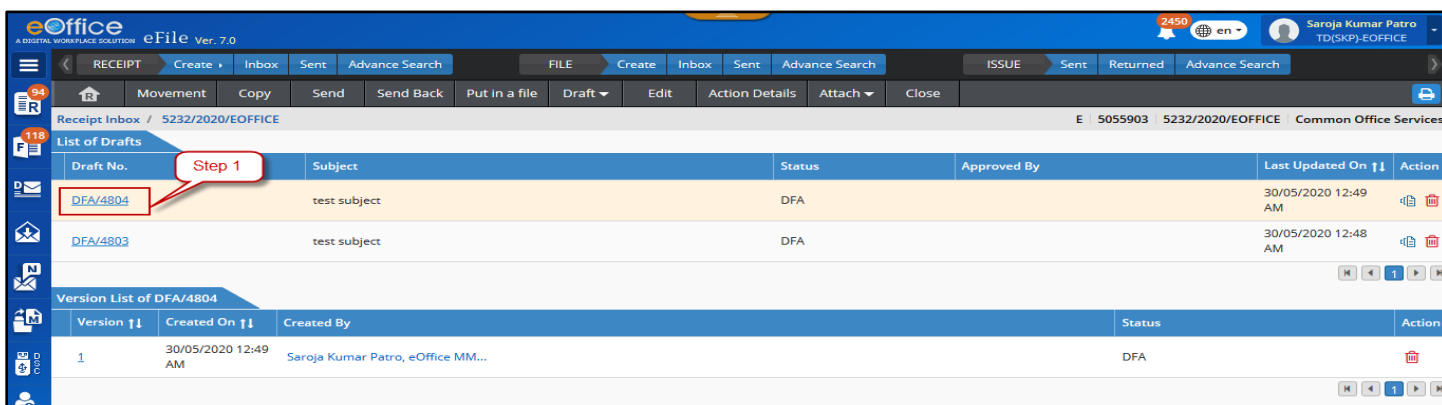 eOffice
A DIGITAL WORKPLACE SOLUTION eFile Ver. 7.0
2450
en
Saroja Kumar Patro
TD(SKP)-EOFFICE
RECEIPT Create Inbox Sent Advance Search FILE Create Inbox Sent Advance Search ISSUE Sent Returned Advance Search
94
R
R Movement Copy Send Send Back Put in a file Draft Edit Action Details Attach Close
Receipt Inbox / 5232/2020/EOFFICE E 5055903 5232/2020/EOFFICE Common Office Services
118
F
List of Drafts
Draft No. Subject Status Approved By Last Updated On Action
Step 1
DFA/4804 test subject DFA 30/05/2020 12:49
AM
D
DFA/4803 test subject DFA 30/05/2020 12:48
AM
N
1
Version List of DFA/4804
M
Version Created On Created By Status Action
1 30/05/2020 12:49
AM Saroja Kumar Patro, eOffice MM... DFA
DSC
1